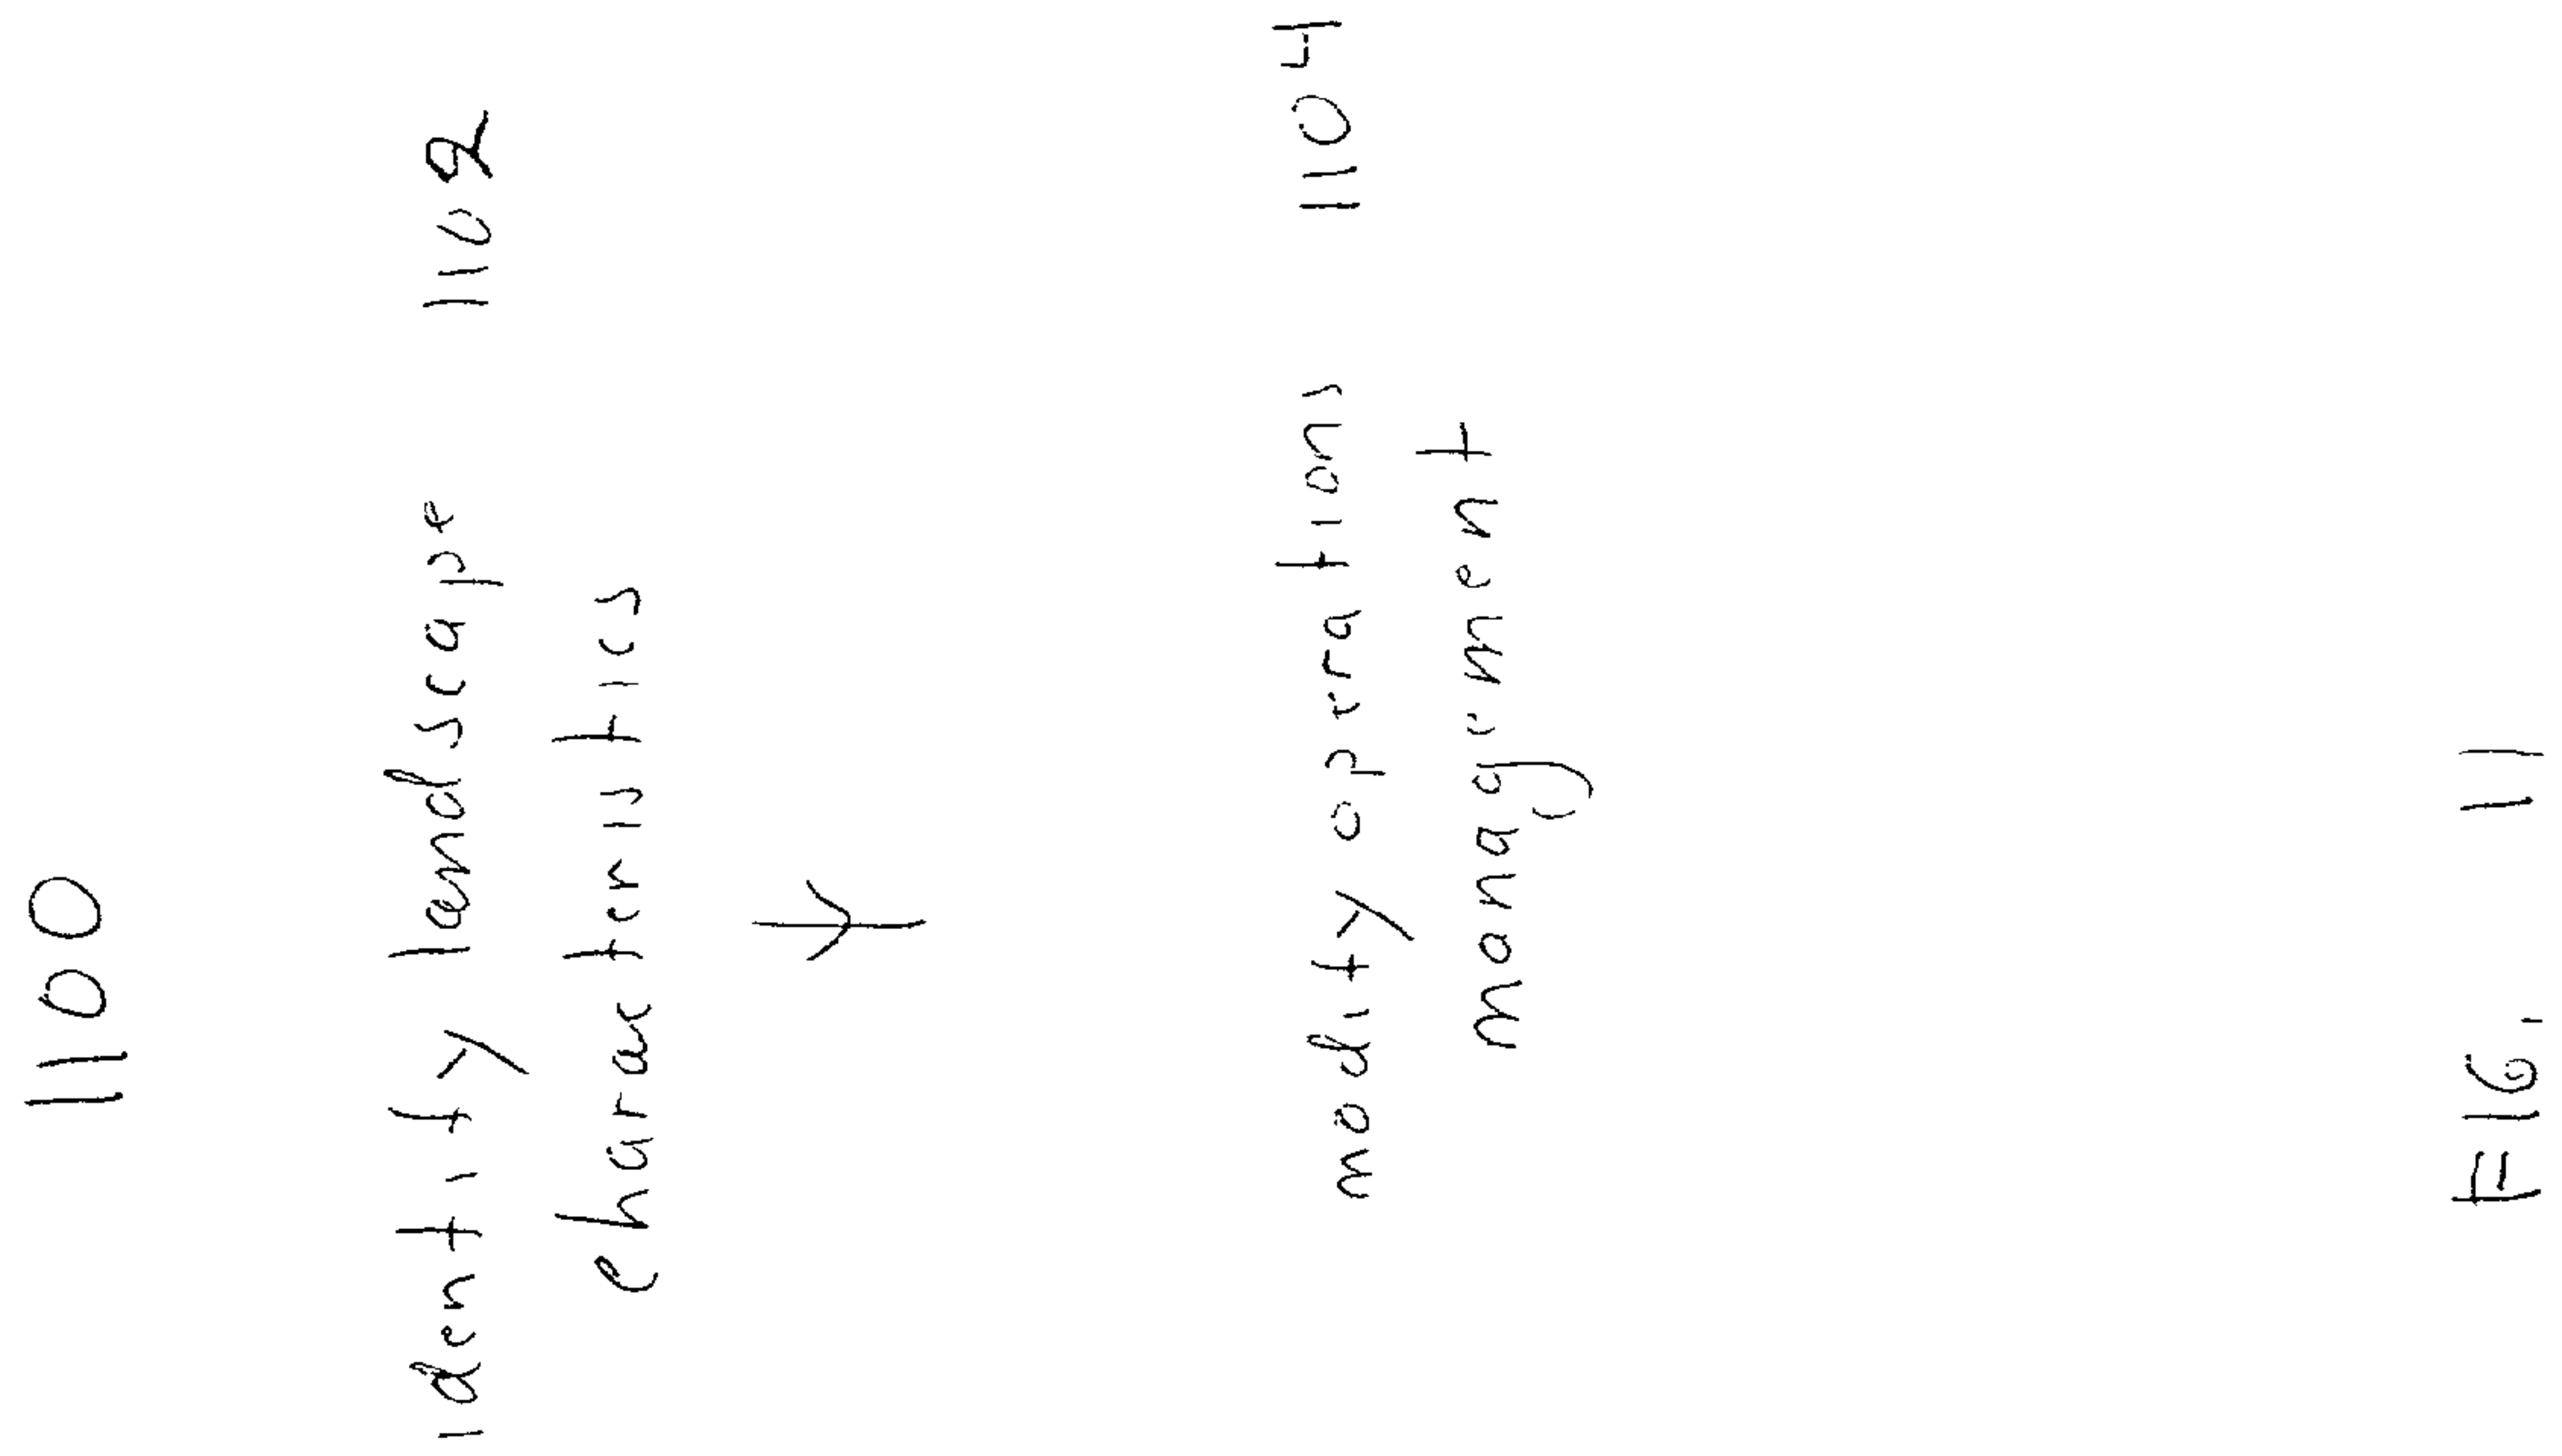 1100
identify landscape 1102
characteristics
modify operations 1104
management
FIG. 11